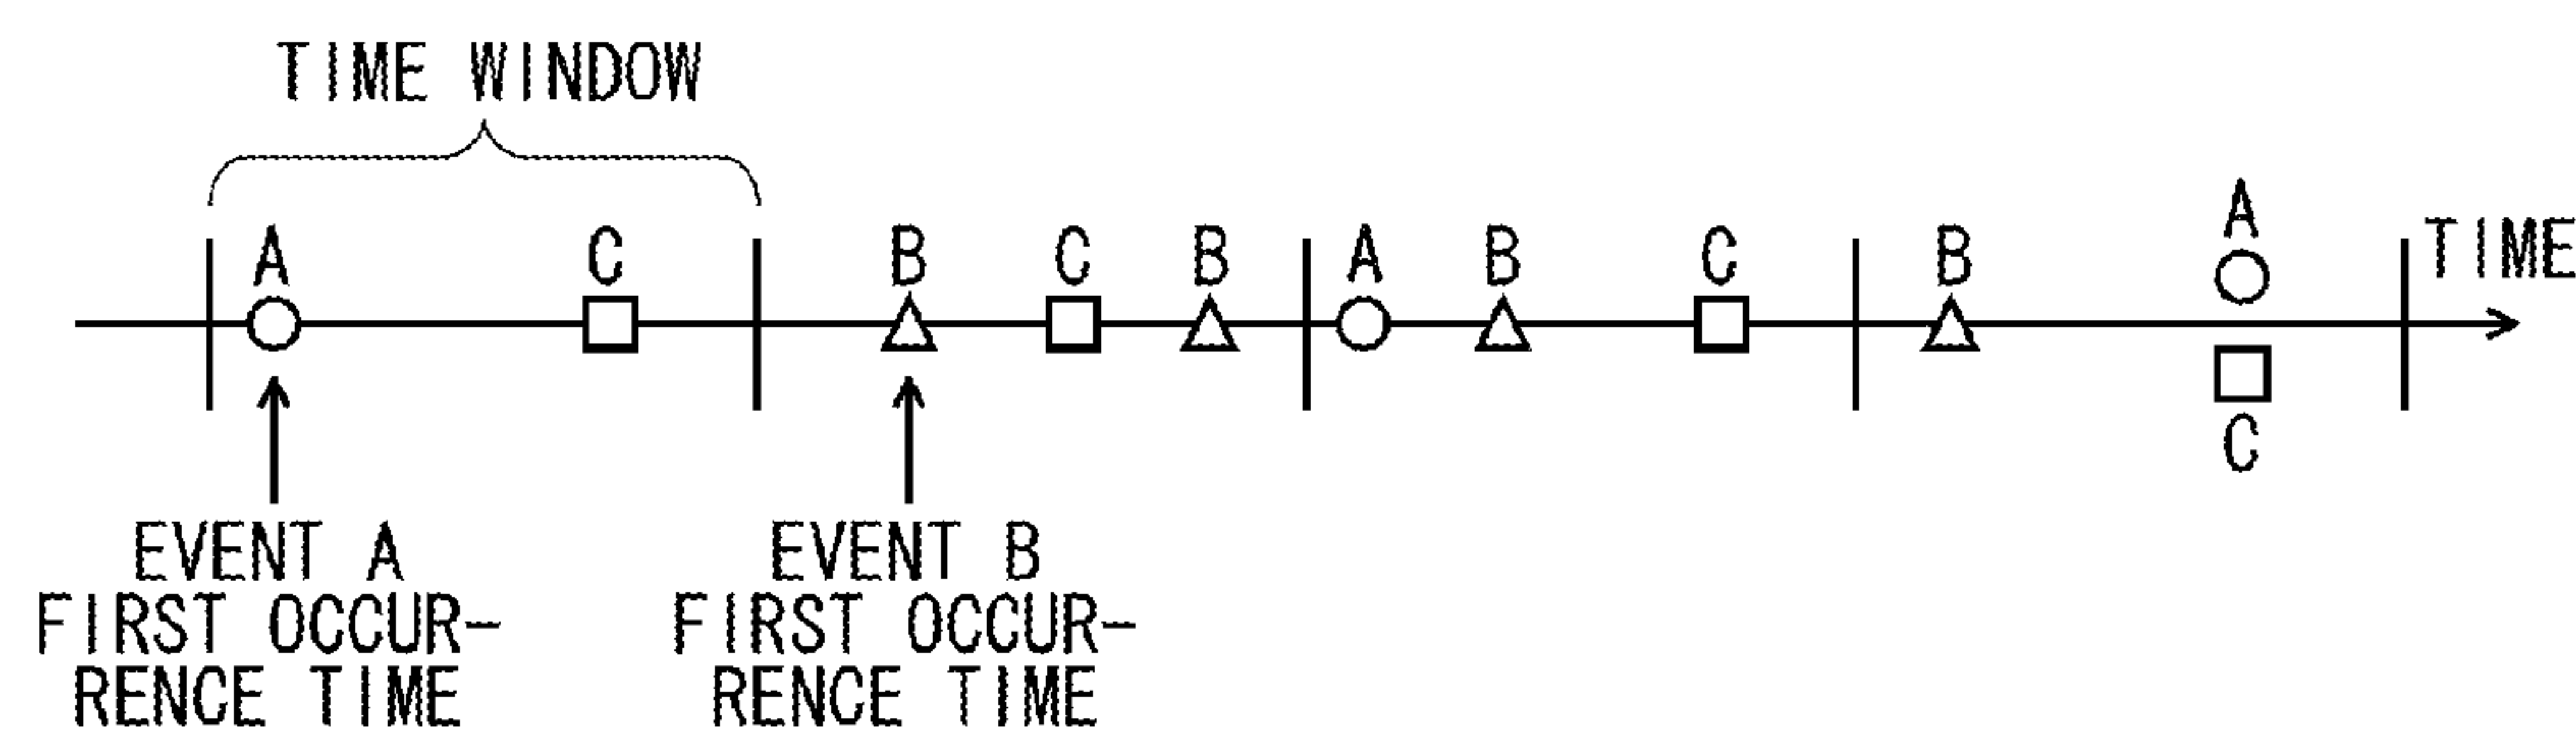 TIME WINDOW
A
C
B
C
B
A
B
C
B
A
TIME
C
EVENT A
FIRST OCCUR-
RENCE TIME
EVENT B
FIRST OCCUR-
RENCE TIME